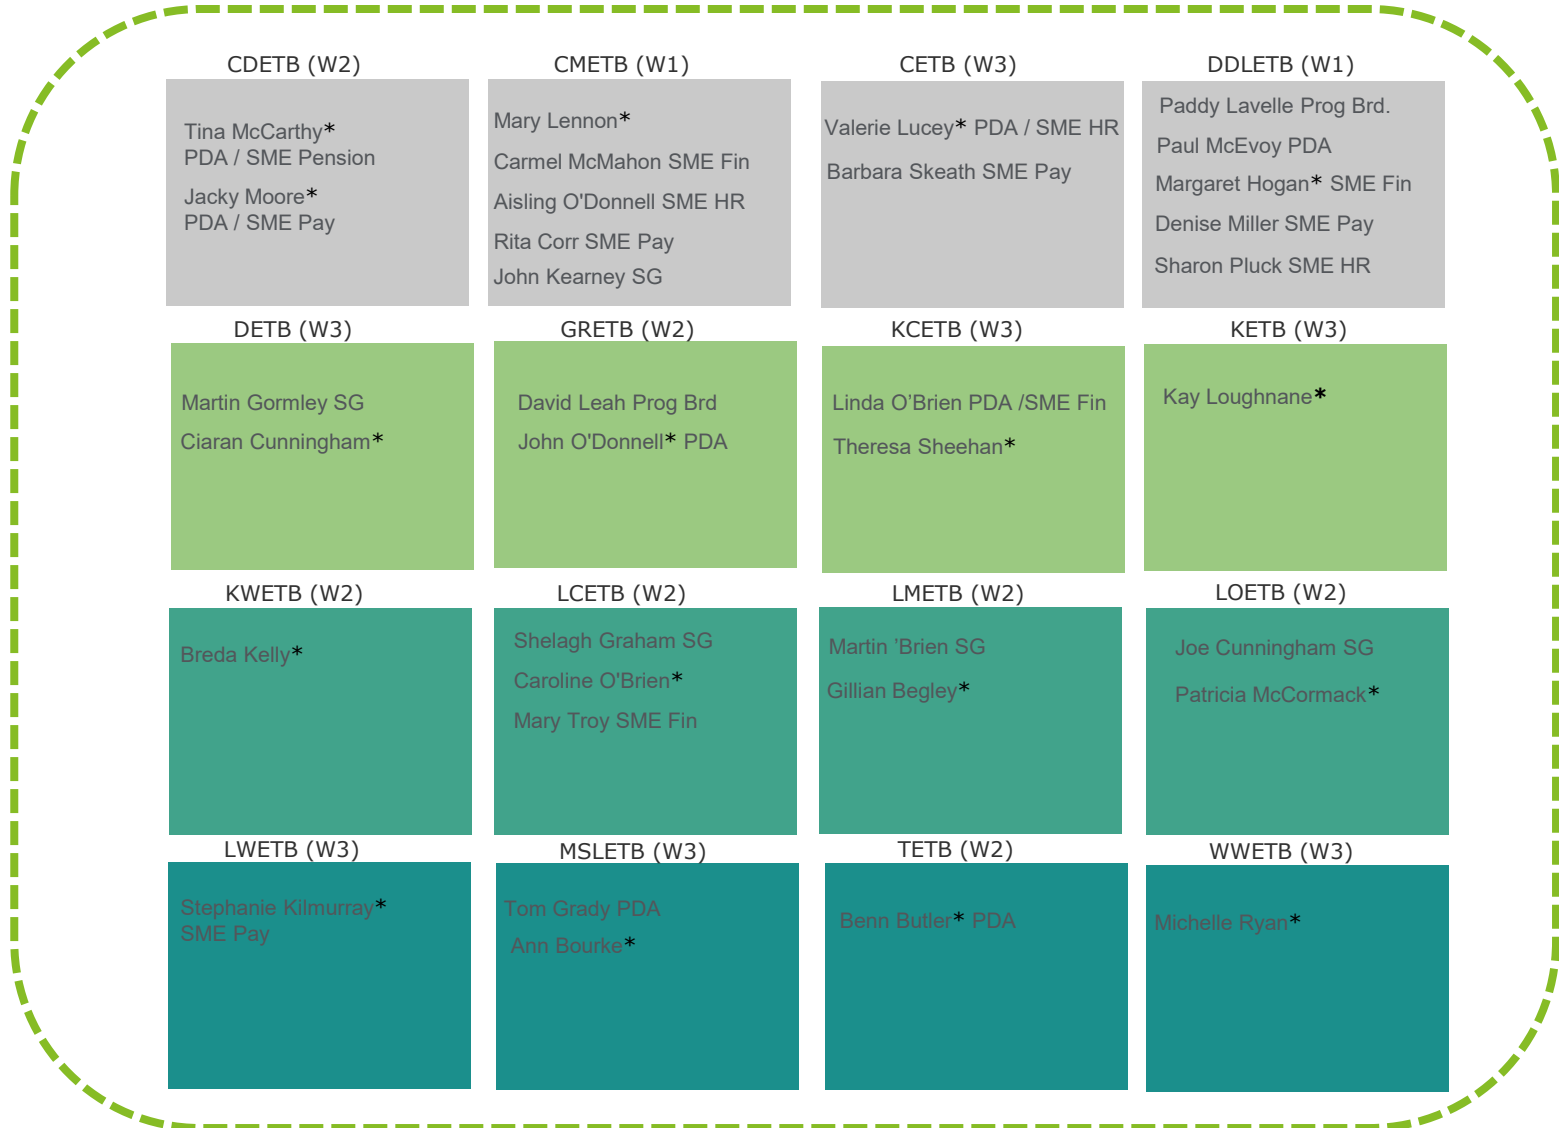 CDETB (W2)
Tina McCarthy*
PDA / SME Pension
Jacky Moore*
PDA / SME Pay
CMETB (W1)
Mary Lennon*
Carmel McMahon SME Fin
Aisling O'Donnell SME HR
Rita Corr SME Pay
John Kearney SG
CETB (W3)
Valerie Lucey* PDA / SME HR
Barbara Skeath SME Pay
DDLETB (W1)
Paddy Lavelle Prog Brd.
Paul McEvoy PDA
Margaret Hogan* SME Fin
Denise Miller SME Pay
Sharon Pluck SME HR
DETB (W3)
Martin Gormley SG
Ciaran Cunningham*
GRETB (W2)
David Leah Prog Brd
John O'Donnell* PDA
KCETB (W3)
Linda O’Brien PDA /SME Fin
Theresa Sheehan*
KETB (W3)
Kay Loughnane*
KWETB (W2)
Breda Kelly*
LCETB (W2)
Shelagh Graham SG
Caroline O'Brien*
Mary Troy SME Fin
LMETB (W2)
Martin ’Brien SG
Gillian Begley*
LOETB (W2)
Joe Cunningham SG
Patricia McCormack*
LWETB (W3)
Stephanie Kilmurray*
SME Pay
MSLETB (W3)
Tom Grady PDA
Ann Bourke*
TETB (W2)
Benn Butler* PDA
WWETB (W3)
Michelle Ryan*